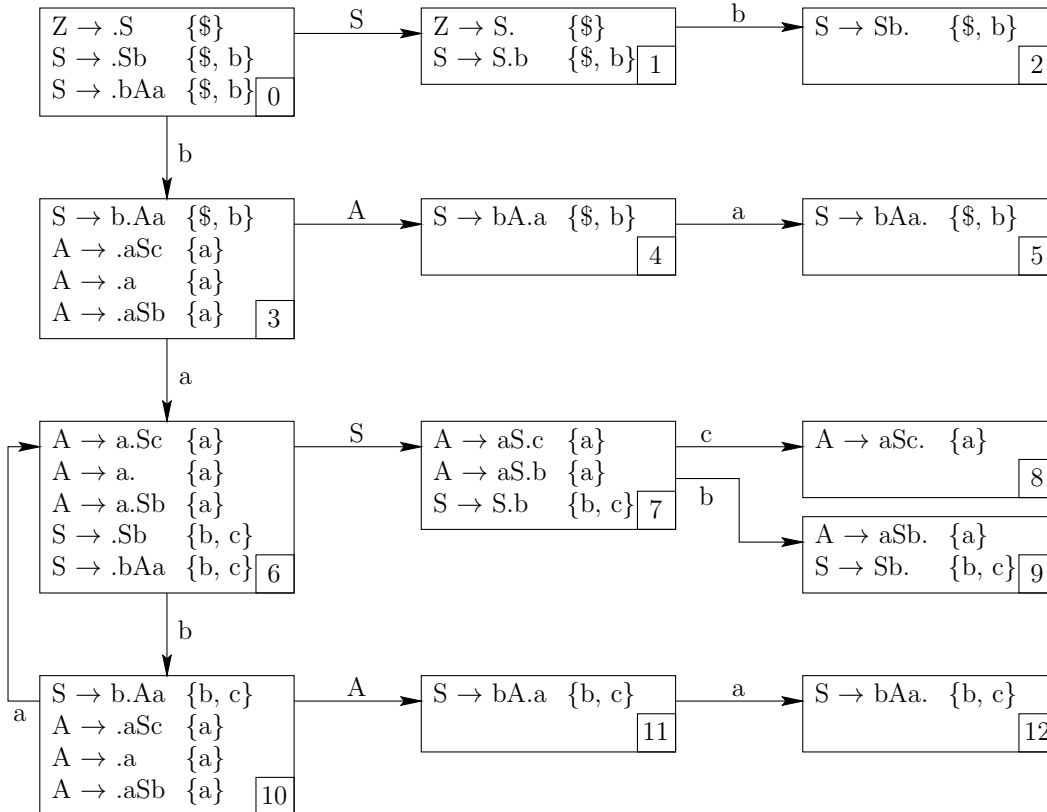 Z → .S {$}
S → .Sb {$, b}
S → .bAa {$, b}
0
S
Z → S. {$}
S → S.b {$, b}
1
b
S → Sb. {$, b}
2
b
S → b.Aa {$, b}
A → .aSc {a}
A → .a {a}
A → .aSb {a}
3
A
S → bA.a {$, b}
4
a
S → bAa. {$, b}
5
a
A → a.Sc {a}
A → a. {a}
A → a.Sb {a}
S → .Sb {b, c}
S → .bAa {b, c}
6
S
A → aS.c {a}
A → aS.b {a}
S → S.b {b, c}
7
c
A → aSc. {a}
8
b
A → aSb. {a}
S → Sb. {b, c}
9
b
a
S → b.Aa {b, c}
A → .aSc {a}
A → .a {a}
A → .aSb {a}
10
A
S → bA.a {b, c}
11
a
S → bAa. {b, c}
12